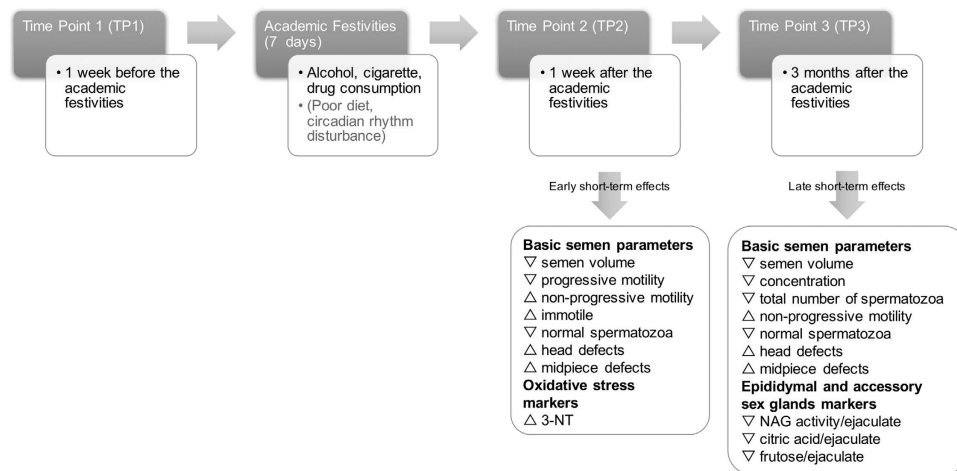 Time Point 1 (TP1)
• 1 week before the
academic
festivities
Academic Festivities
(7 days)
• Alcohol, cigarette,
drug consumption
• (Poor diet,
circadian rhythm
disturbance)
Time Point 2 (TP2)
• 1 week after the
academic
festivities
Time Point 3 (TP3)
• 3 months after the
academic
festivities
Early short-term effects
Basic semen parameters
▽ semen volume
▽ progressive motility
△ non-progressive motility
△ immotile
▽ normal spermatozoa
△ head defects
△ midpiece defects
Oxidative stress
markers
△ 3-NT
Late short-term effects
Basic semen parameters
▽ semen volume
▽ concentration
▽ total number of spermatozoa
△ non-progressive motility
▽ normal spermatozoa
△ head defects
△ midpiece defects
Epididymal and accessory
sex glands markers
▽ NAG activity/ejaculate
▽ citric acid/ejaculate
▽ frutose/ejaculate